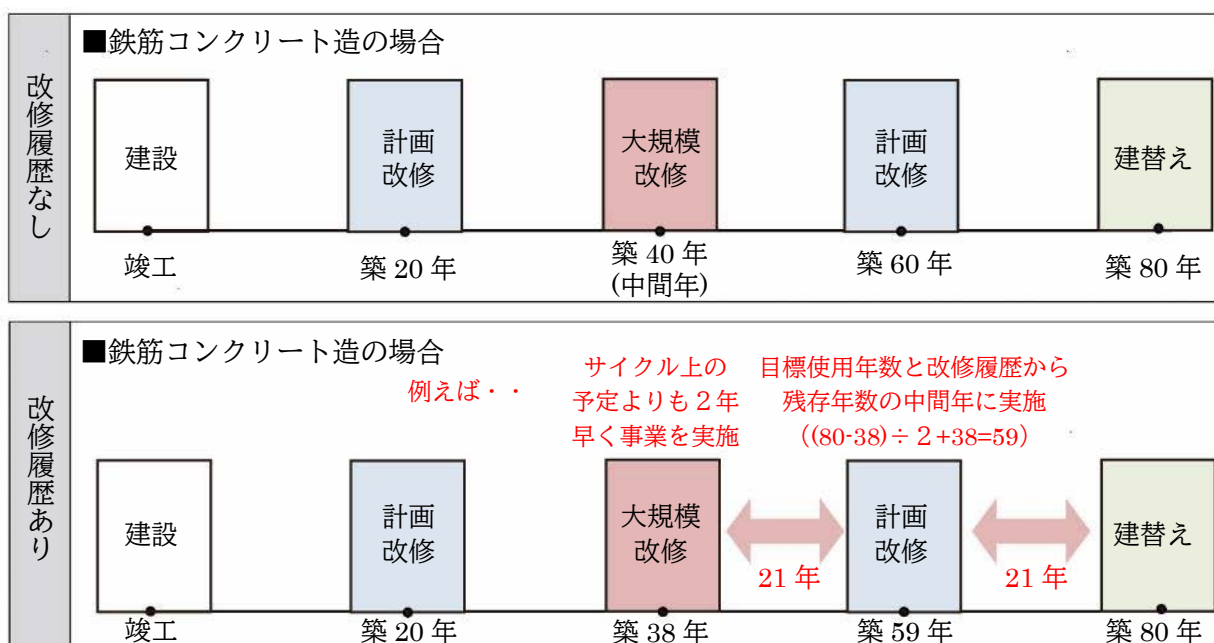 改修履歴なし
■鉄筋コンクリート造の場合
建設
計画
改修
大規模
改修
計画
改修
建替え
竣工
築 20 年
築 40 年
(中間年)
築 60 年
築 80 年
改修履歴あり
■鉄筋コンクリート造の場合
例えば・・
サイクル上の
予定よりも２年
早く事業を実施
目標使用年数と改修履歴から
残存年数の中間年に実施
（(80-38)÷２+38=59）
建設
計画
改修
大規模
改修
21 年
計画
改修
21 年
建替え
竣工
築 20 年
築 38 年
築 59 年
築 80 年